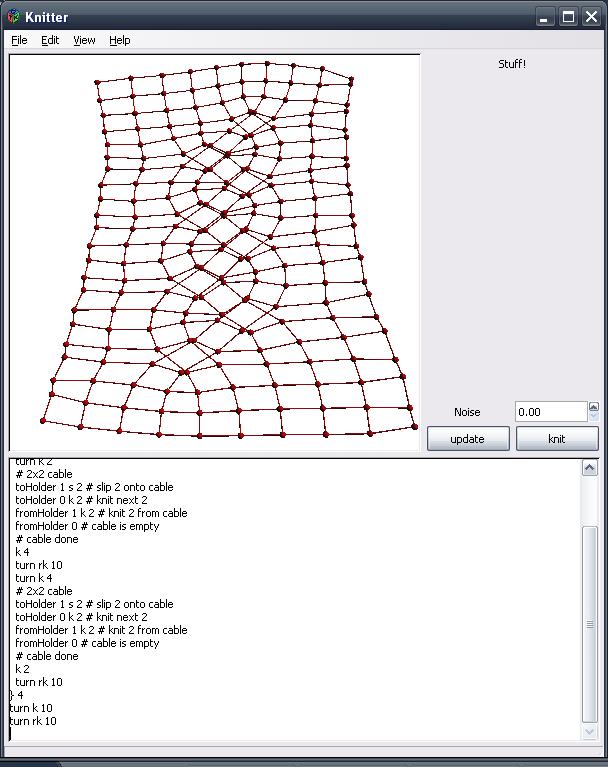 Knitter
File Edit View Help
Stuff!
Noise 0.00
update knit
turn k 2
# 2x2 cable
toHolder 1 s 2 # slip 2 onto cable
toHolder 0 k 2 # knit next 2
fromHolder 1 k 2 # knit 2 from cable
fromHolder 0 # cable is empty
# cable done
k 4
turn rk 10
turn k 4
# 2x2 cable
toHolder 1 s 2 # slip 2 onto cable
toHolder 0 k 2 # knit next 2
fromHolder 1 k 2 # knit 2 from cable
fromHolder 0 # cable is empty
# cable done
k 2
turn rk 10
} 4
turn k 10
turn rk 10